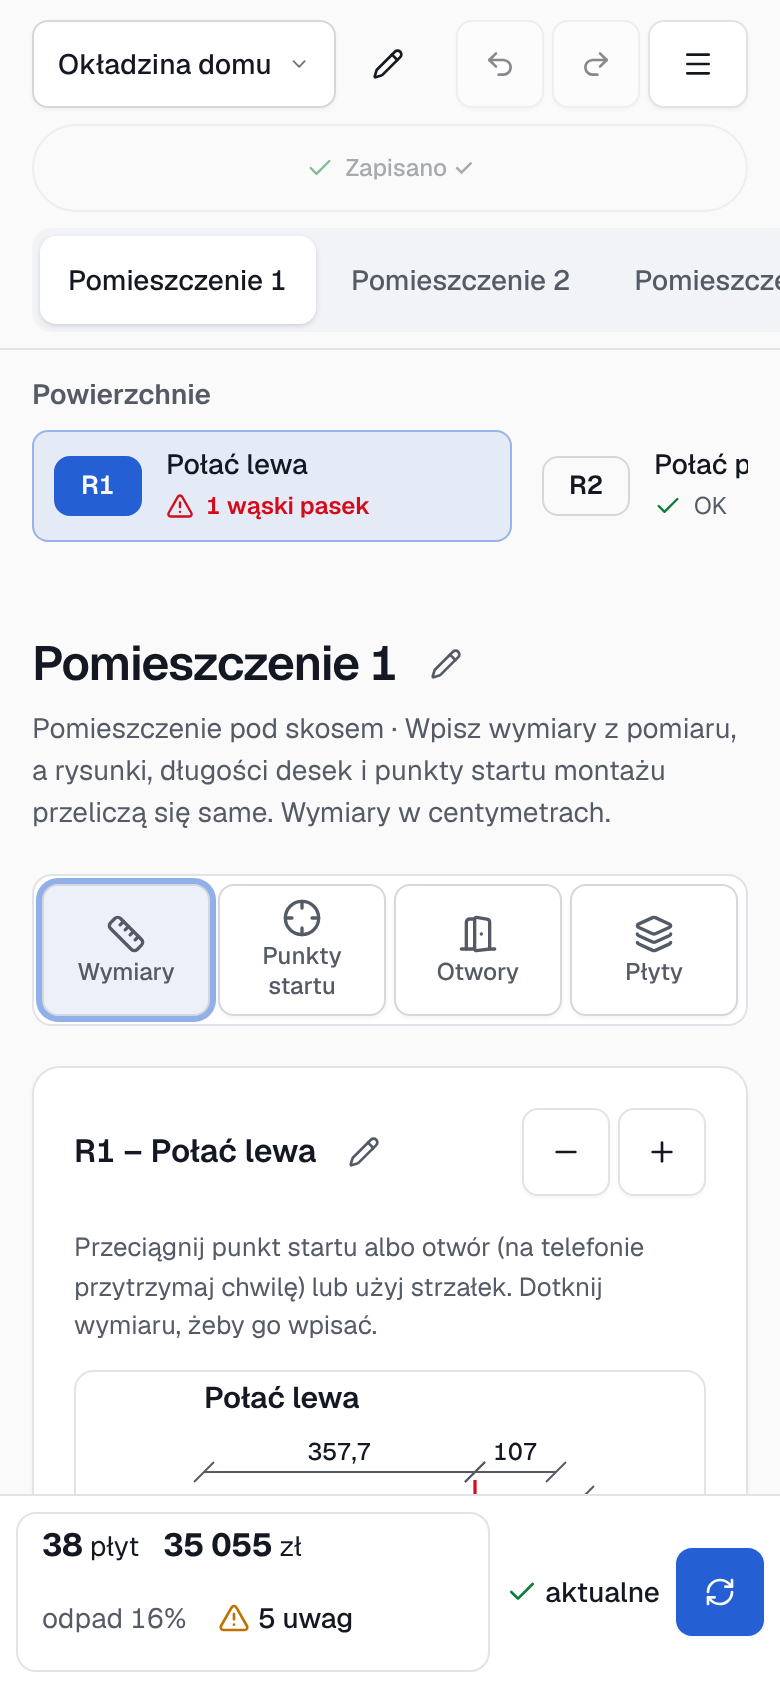 Okładzina domu
Zapisano ✓
Pomieszczenie 1
Pomieszczenie 2
Pomieszcze
Powierzchnie
R1
Połać lewa
1 wąski pasek
R2
Połać p
OK
Pomieszczenie 1
Pomieszczenie pod skosem · Wpisz wymiary z pomiaru,
a rysunki, długości desek i punkty startu montażu
przeliczą się same. Wymiary w centymetrach.
Wymiary
Punkty
startu
Otwory
Płyty
R1 – Połać lewa
Przeciągnij punkt startu albo otwór (na telefonie
przytrzymaj chwilę) lub użyj strzałek. Dotknij
wymiaru, żeby go wpisać.
Połać lewa
357,7
107
38 płyt 35 055 zł
odpad 16% 5 uwag
aktualne